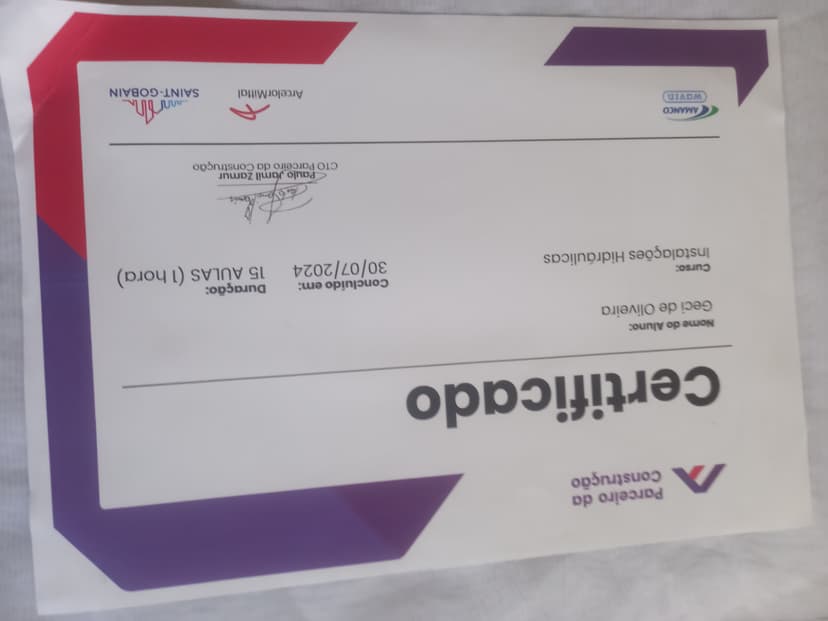 Parceiro da
Construção
Certificado
Nome do Aluno:
Geci de Oliveira
Curso:
Instalações Hidráulicas
Concluído em:
30/07/2024
Duração:
15 AULAS (1 hora)
Paulo Jamil Zamur
CTO Parceiro da Construção
AMANCO
wavin
ArcelorMittal
SAINT-GOBAIN